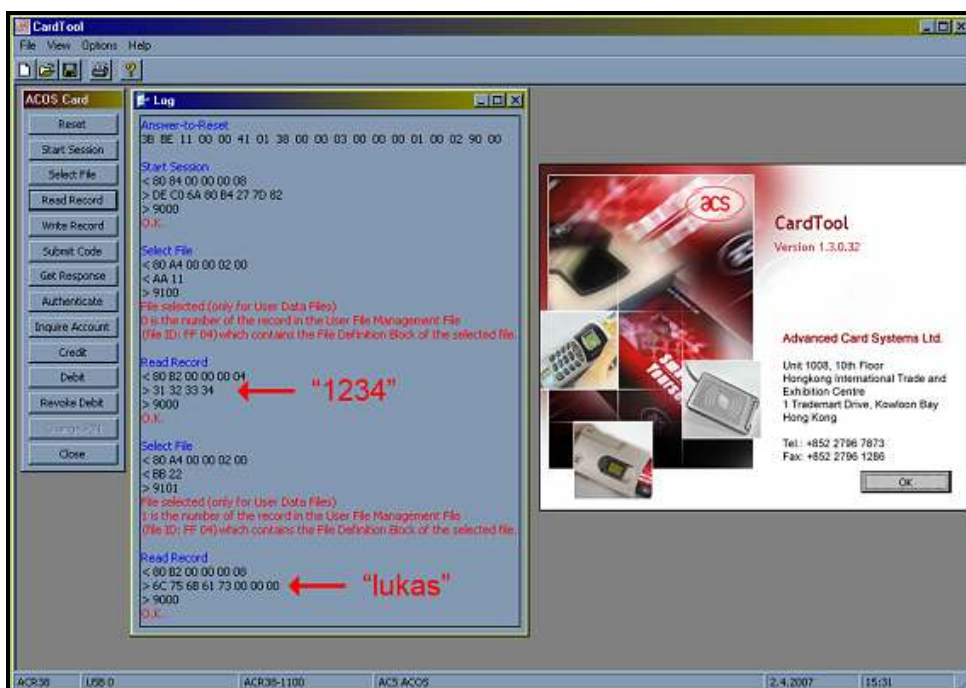 CardTool
File View Options Help
ACOS Card
Reset
Start Session
Select File
Read Record
Write Record
Submit Code
Get Response
Authenticate
Inquire Account
Credit
Debit
Revoke Debit
Close
Log
Answer-to-Reset
3B BE 11 00 00 41 01 38 00 00 03 00 00 00 01 00 02 90 00
Start Session
< 80 84 00 00 00 08
> DE C0 6A 80 B4 27 7D 82
> 9000
O.K.
Select File
< 80 A4 00 00 02 00
< AA 11
> 9100
File selected (only for User Data Files)
0 is the number of the record in the User File Management File
(file ID: FF 04) which contains the File Definition Block of the selected file.
Read Record
< 80 B2 00 00 00 04
> 31 32 33 34
> 9000
O.K.
"1234"
Select File
< 80 A4 00 00 02 00
< BB 22
> 9101
File selected (only for User Data Files)
1 is the number of the record in the User File Management File
(file ID: FF 04) which contains the File Definition Block of the selected file.
Read Record
< 80 B2 00 00 00 08
> 6C 75 6B 61 73 00 00 00
> 9000
O.K.
"lukas"
acs
CardTool
Version 1.3.0.32
Advanced Card Systems Ltd.
Unit 1008, 10th Floor
Hongkong International Trade and
Exhibition Centre
1 Trademart Drive, Kowloon Bay
Hong Kong
Tel.: +852 2796 7873
Fax: +852 2796 1286
OK
ACR38 USB 0 ACR38-1100 ACS ACOS 2.4.2007 15:31